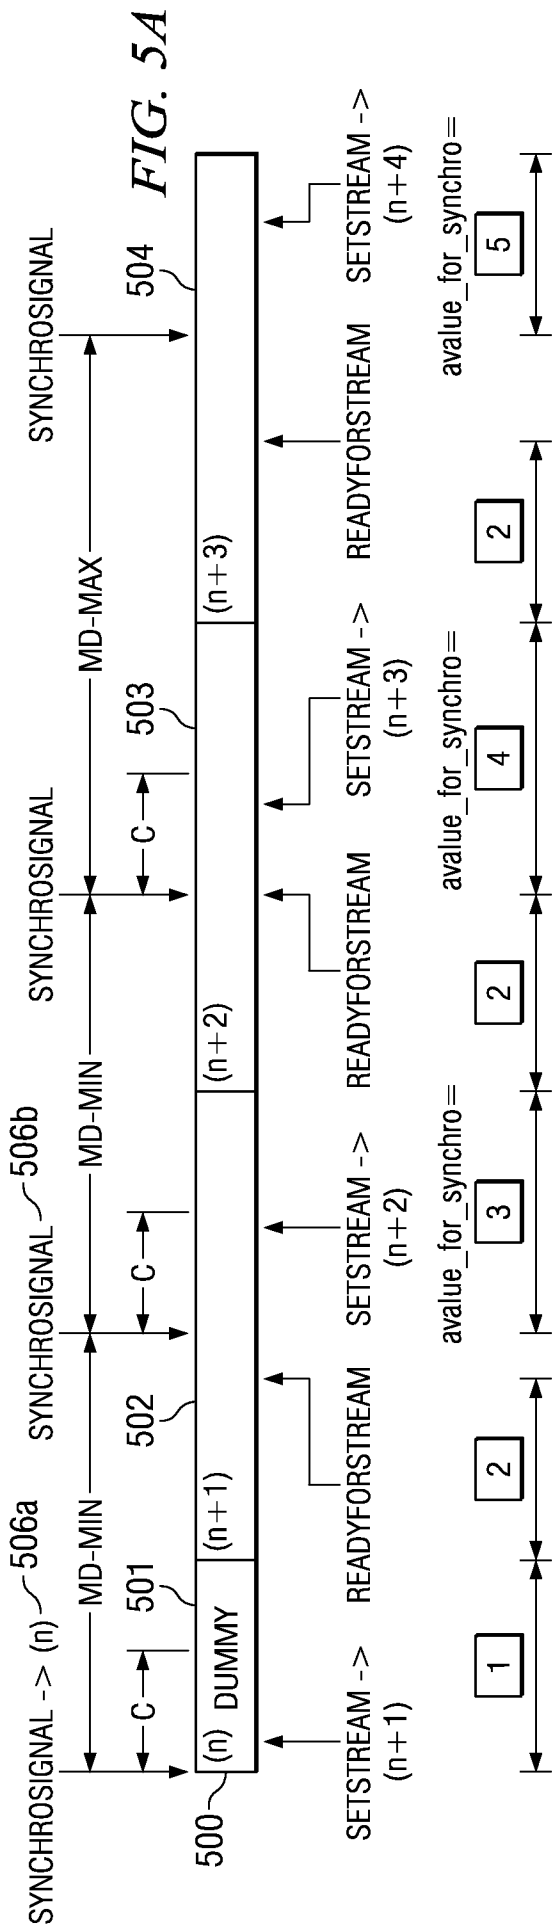 FIG. 5A
SYNCHROSIGNAL -> (n) 506a
SYNCHROSIGNAL 506b
SYNCHROSIGNAL
SYNCHROSIGNAL
MD-MIN
MD-MIN
MD-MAX
C
C
C
501
502
503
504
500
(n) DUMMY
(n+1)
(n+2)
(n+3)
SETSTREAM ->
(n+1)
READYFORSTREAM
SETSTREAM ->
(n+2)
READYFORSTREAM
SETSTREAM ->
(n+3)
READYFORSTREAM
SETSTREAM ->
(n+4)
avalue_for_synchro=
avalue_for_synchro=
avalue_for_synchro=
1
2
3
2
4
2
5